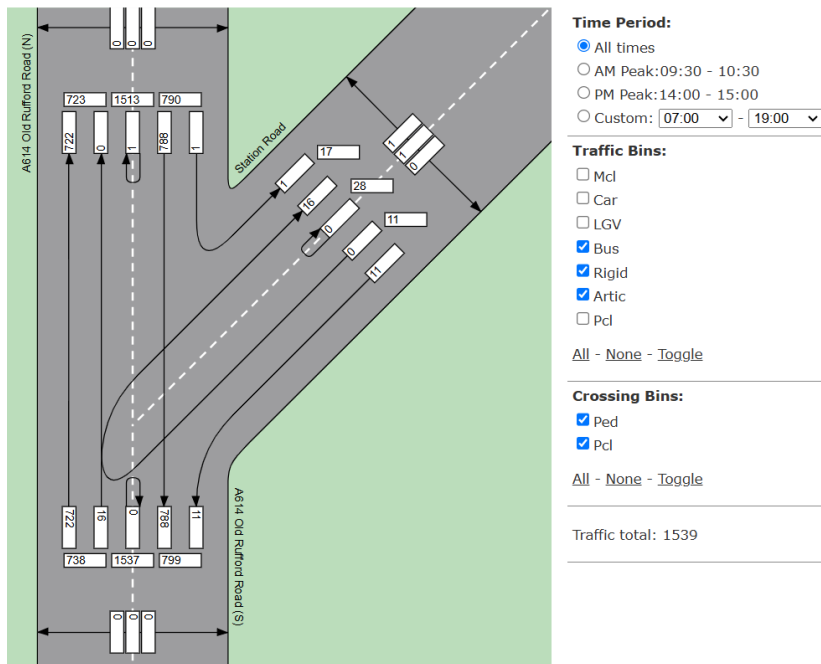 0 0 0
A614 Old Rufford Road (N)
723 1513 790
722 0 1 788 1
Station Road
1 1 0
17
1
28
16
0
11
0
11
722 16 0 788 11
738 1537 799
A614 Old Rufford Road (S)
0 0 0
Time Period:
All times
AM Peak:09:30 - 10:30
PM Peak:14:00 - 15:00
Custom: 07:00 - 19:00
Traffic Bins:
Mcl
Car
LGV
Bus
Rigid
Artic
Pcl
All - None - Toggle
Crossing Bins:
Ped
Pcl
All - None - Toggle
Traffic total: 1539